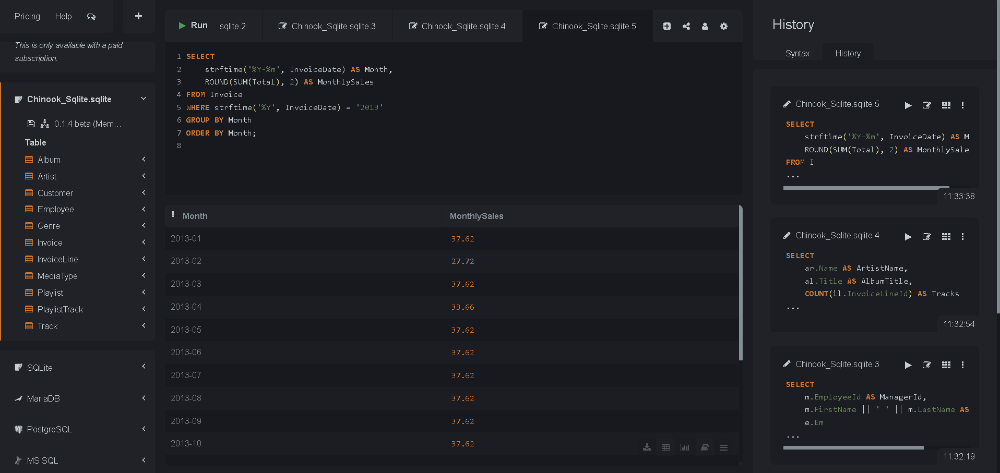 Pricing
Help
This is only available with a paid
subscription.
Chinook_Sqlite.sqlite
0.1.4 beta (Mem...
Table
Album
Artist
Customer
Employee
Genre
Invoice
InvoiceLine
MediaType
Playlist
PlaylistTrack
Track
SQLite
MariaDB
PostgreSQL
MS SQL
Run
sqlite.2
Chinook_Sqlite.sqlite.3
Chinook_Sqlite.sqlite.4
Chinook_Sqlite.sqlite.5
1 SELECT
2     strftime('%Y-%m', InvoiceDate) AS Month,
3     ROUND(SUM(Total), 2) AS MonthlySales
4 FROM Invoice
5 WHERE strftime('%Y', InvoiceDate) = '2013'
6 GROUP BY Month
7 ORDER BY Month;
8
Month MonthlySales
2013-01 37.62
2013-02 27.72
2013-03 37.62
2013-04 33.66
2013-05 37.62
2013-06 37.62
2013-07 37.62
2013-08 37.62
2013-09 37.62
2013-10 37.62
History
Syntax
History
Chinook_Sqlite.sqlite.5
SELECT
    strftime('%Y-%m', InvoiceDate) AS M
    ROUND(SUM(Total), 2) AS MonthlySale
FROM I
...
11:33:38
Chinook_Sqlite.sqlite.4
SELECT
    ar.Name AS ArtistName,
    al.Title AS AlbumTitle,
    COUNT(il.InvoiceLineId) AS Tracks
...
11:32:54
Chinook_Sqlite.sqlite.3
SELECT
    m.EmployeeId AS ManagerId,
    m.FirstName || ' ' || m.LastName AS
    e.Em
...
11:32:19